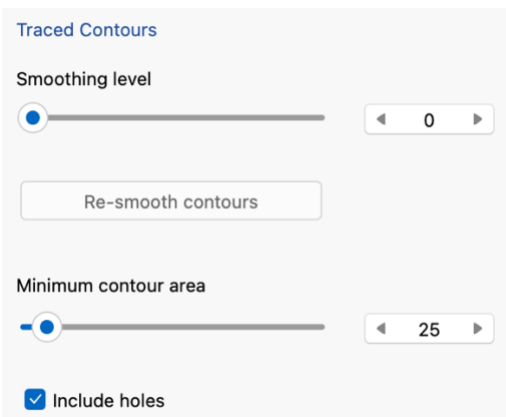 Traced Contours
Smoothing level
0
Re-smooth contours
Minimum contour area
25
Include holes